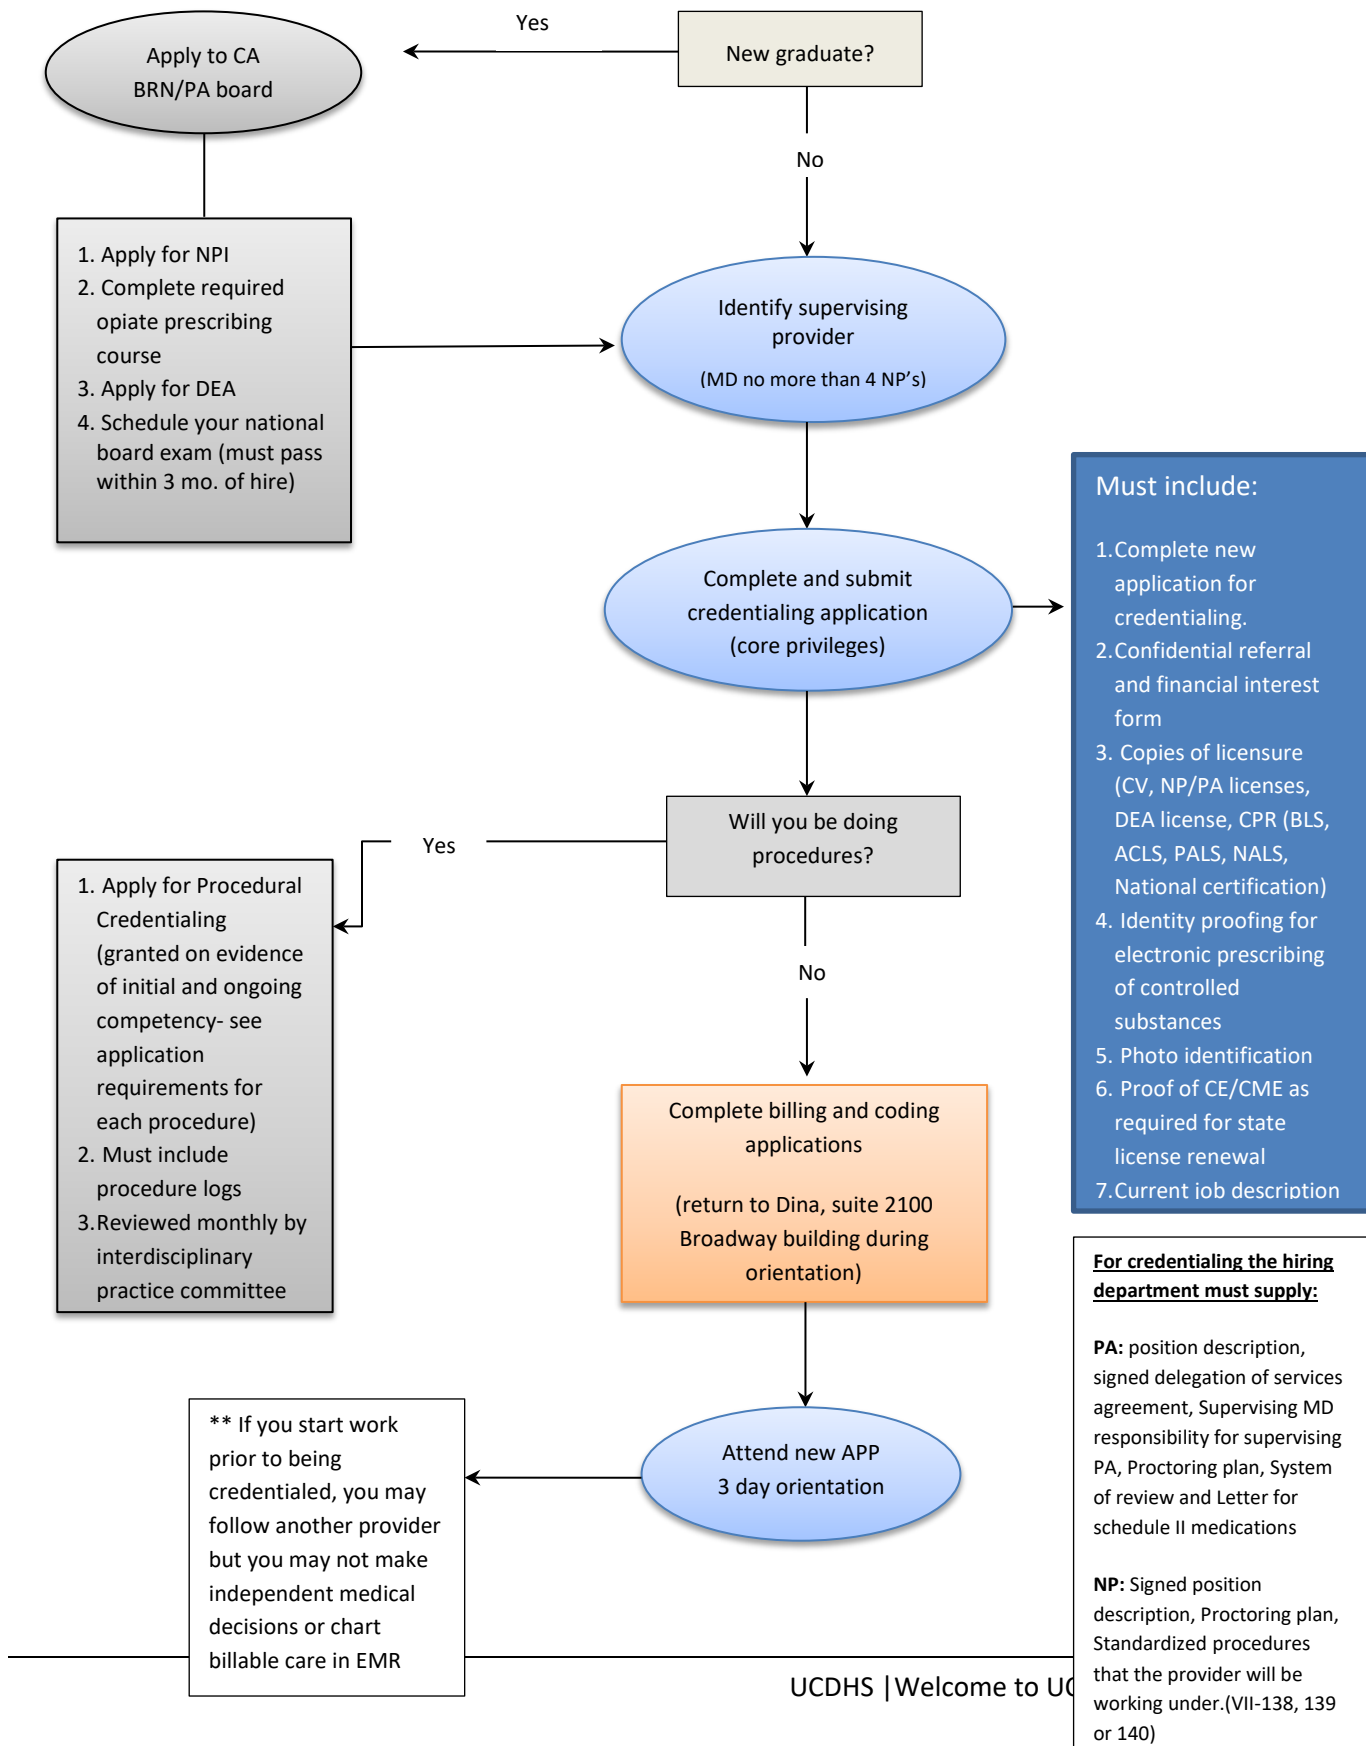 Yes
New graduate?
Apply to CA
BRN/PA board
No
1. Apply for NPI
2. Complete required
opiate prescribing
course
3. Apply for DEA
4. Schedule your national
board exam (must pass
within 3 mo. of hire)
Identify supervising
provider
(MD no more than 4 NP’s)
Complete and submit
credentialing application
(core privileges)
Must include:
1.Complete new
application for
credentialing.
2.Confidential referral
and financial interest
form
3. Copies of licensure
(CV, NP/PA licenses,
DEA license, CPR (BLS,
ACLS, PALS, NALS,
National certification)
4. Identity proofing for
electronic prescribing
of controlled
substances
5. Photo identification
6. Proof of CE/CME as
required for state
license renewal
7.Current job description
Will you be doing
procedures?
Yes
No
1. Apply for Procedural
Credentialing
(granted on evidence
of initial and ongoing
competency- see
application
requirements for
each procedure)
2. Must include
procedure logs
3.Reviewed monthly by
interdisciplinary
practice committee
Complete billing and coding
applications
(return to Dina, suite 2100
Broadway building during
orientation)
For credentialing the hiring
department must supply:
PA: position description,
signed delegation of services
agreement, Supervising MD
responsibility for supervising
PA, Proctoring plan, System
of review and Letter for
schedule II medications
NP: Signed position
description, Proctoring plan,
Standardized procedures
that the provider will be
working under.(VII-138, 139
or 140)
Attend new APP
3 day orientation
** If you start work
prior to being
credentialed, you may
follow another provider
but you may not make
independent medical
decisions or chart
billable care in EMR
UCDHS |Welcome to UC